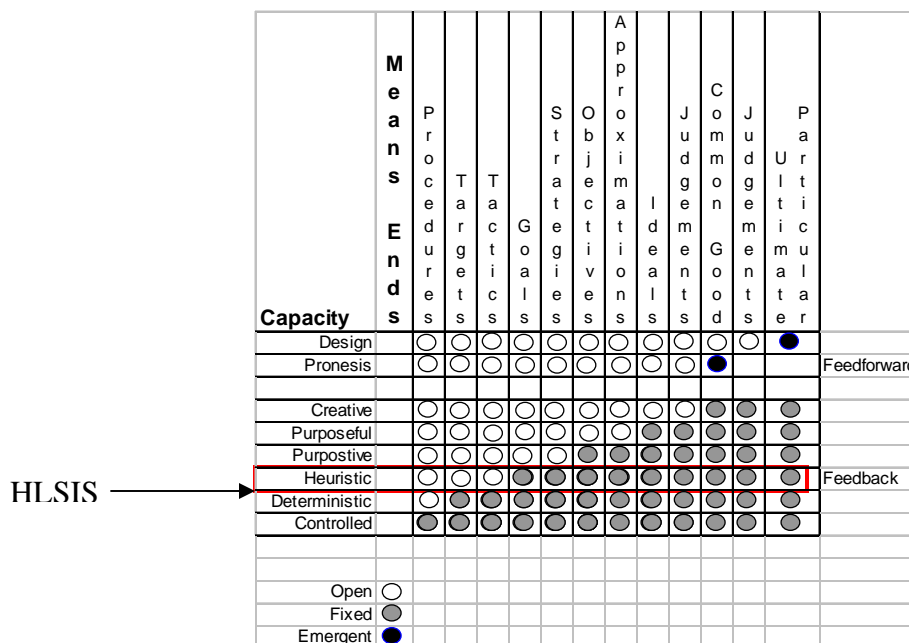 Capacity
Means Ends
Procedures
Targets
Tactics
Goals
Strategies
Objectives
Approximations
Ideals
Judgements
Common Good
Judgements
Ultimate
Particular
Design
Pronesis
Feedforward
Creative
Purposeful
Purpostive
HLSIS
Heuristic
Feedback
Deterministic
Controlled
Open
Fixed
Emergent